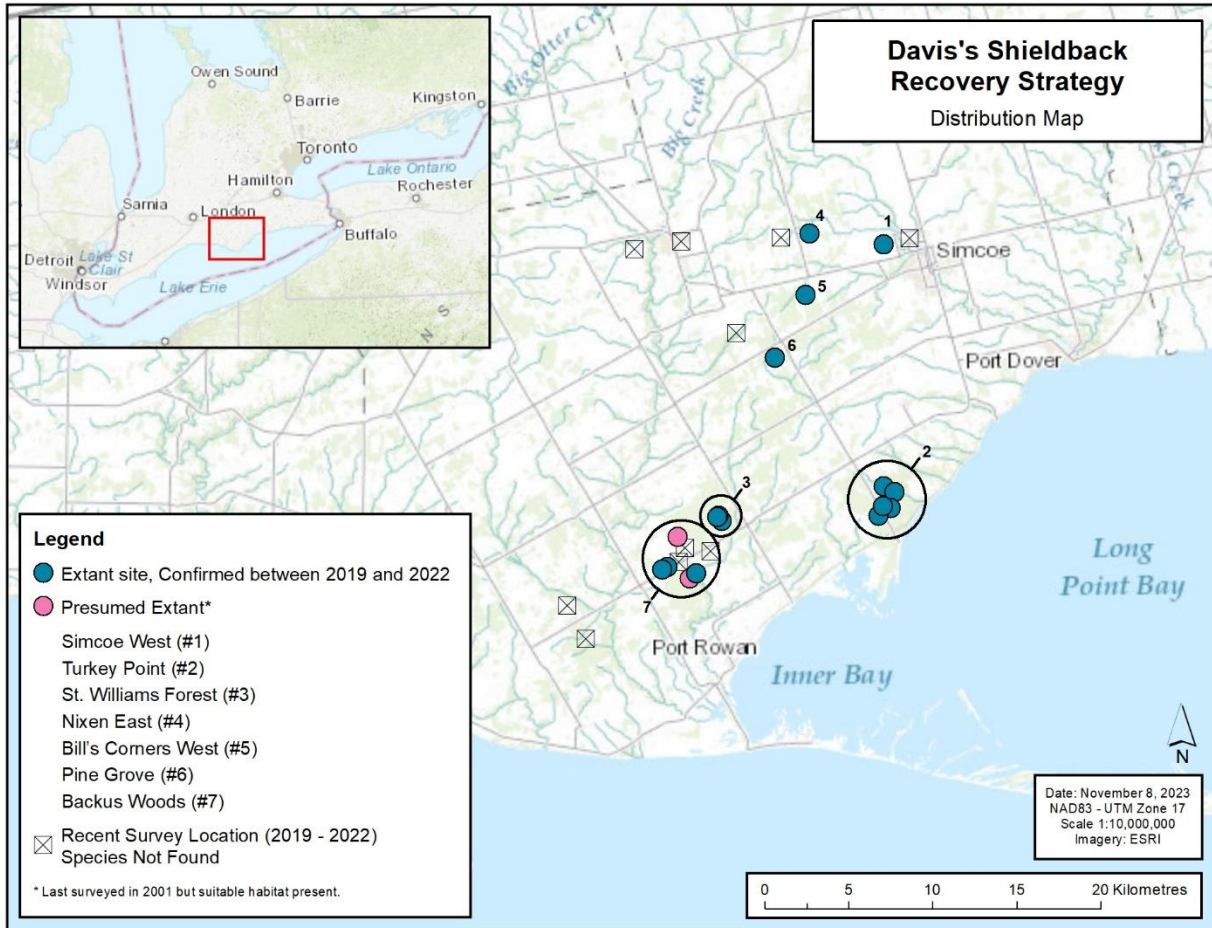 Davis's Shieldback
Recovery Strategy
Distribution Map
Owen Sound
Barrie
Kingston
Toronto
Lake Ontario
Hamilton
Rochester
Sarnia
London
Buffalo
Detroit
Lake St
Clair
Windsor
Lake Erie
N S
Big Otter Creek
Big Creek
Creek
4
1
Simcoe
5
6
Port Dover
2
3
7
Long
Point Bay
Port Rowan
Inner Bay
Legend
Extant site, Confirmed between 2019 and 2022
Presumed Extant*
Simcoe West (#1)
Turkey Point (#2)
St. Williams Forest (#3)
Nixen East (#4)
Bill's Corners West (#5)
Pine Grove (#6)
Backus Woods (#7)
Recent Survey Location (2019 - 2022)
Species Not Found
* Last surveyed in 2001 but suitable habitat present.
N
Date: November 8, 2023
NAD83 - UTM Zone 17
Scale 1:10,000,000
Imagery: ESRI
0 5 10 15 20 Kilometres